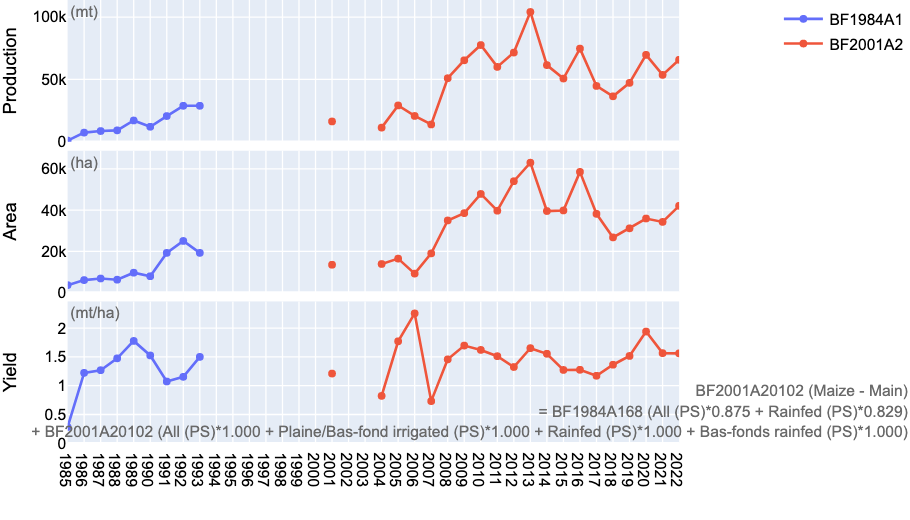 100k
(mt)
BF1984A1
BF2001A2
Production
50k
0
60k
(ha)
Area
40k
20k
0
(mt/ha)
2
Yield
1.5
1
BF2001A20102 (Maize - Main)
0.5
= BF1984A168 (All (PS)*0.875 + Rainfed (PS)*0.829)
+ BF2001A20102 (All (PS)*1.000 + Plaine/Bas-fond irrigated (PS)*1.000 + Rainfed (PS)*1.000 + Bas-fonds rainfed (PS)*1.000)
0
1985 1986 1987 1988 1989 1990 1991 1992 1993 1994 1995 1996 1997 1998 1999 2000 2001 2002 2003 2004 2005 2006 2007 2008 2009 2010 2011 2012 2013 2014 2015 2016 2017 2018 2019 2020 2021 2022